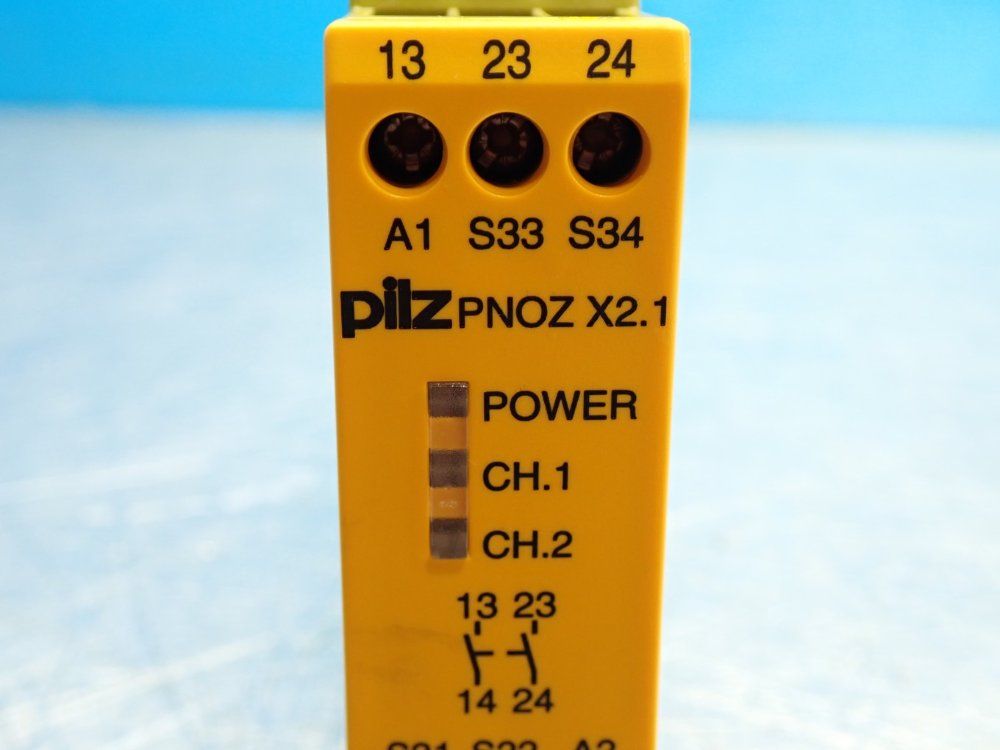 13 23 24
A1 S33 S34
pilz PNOZ X2.1
POWER
CH.1
CH.2
13 23
14 24